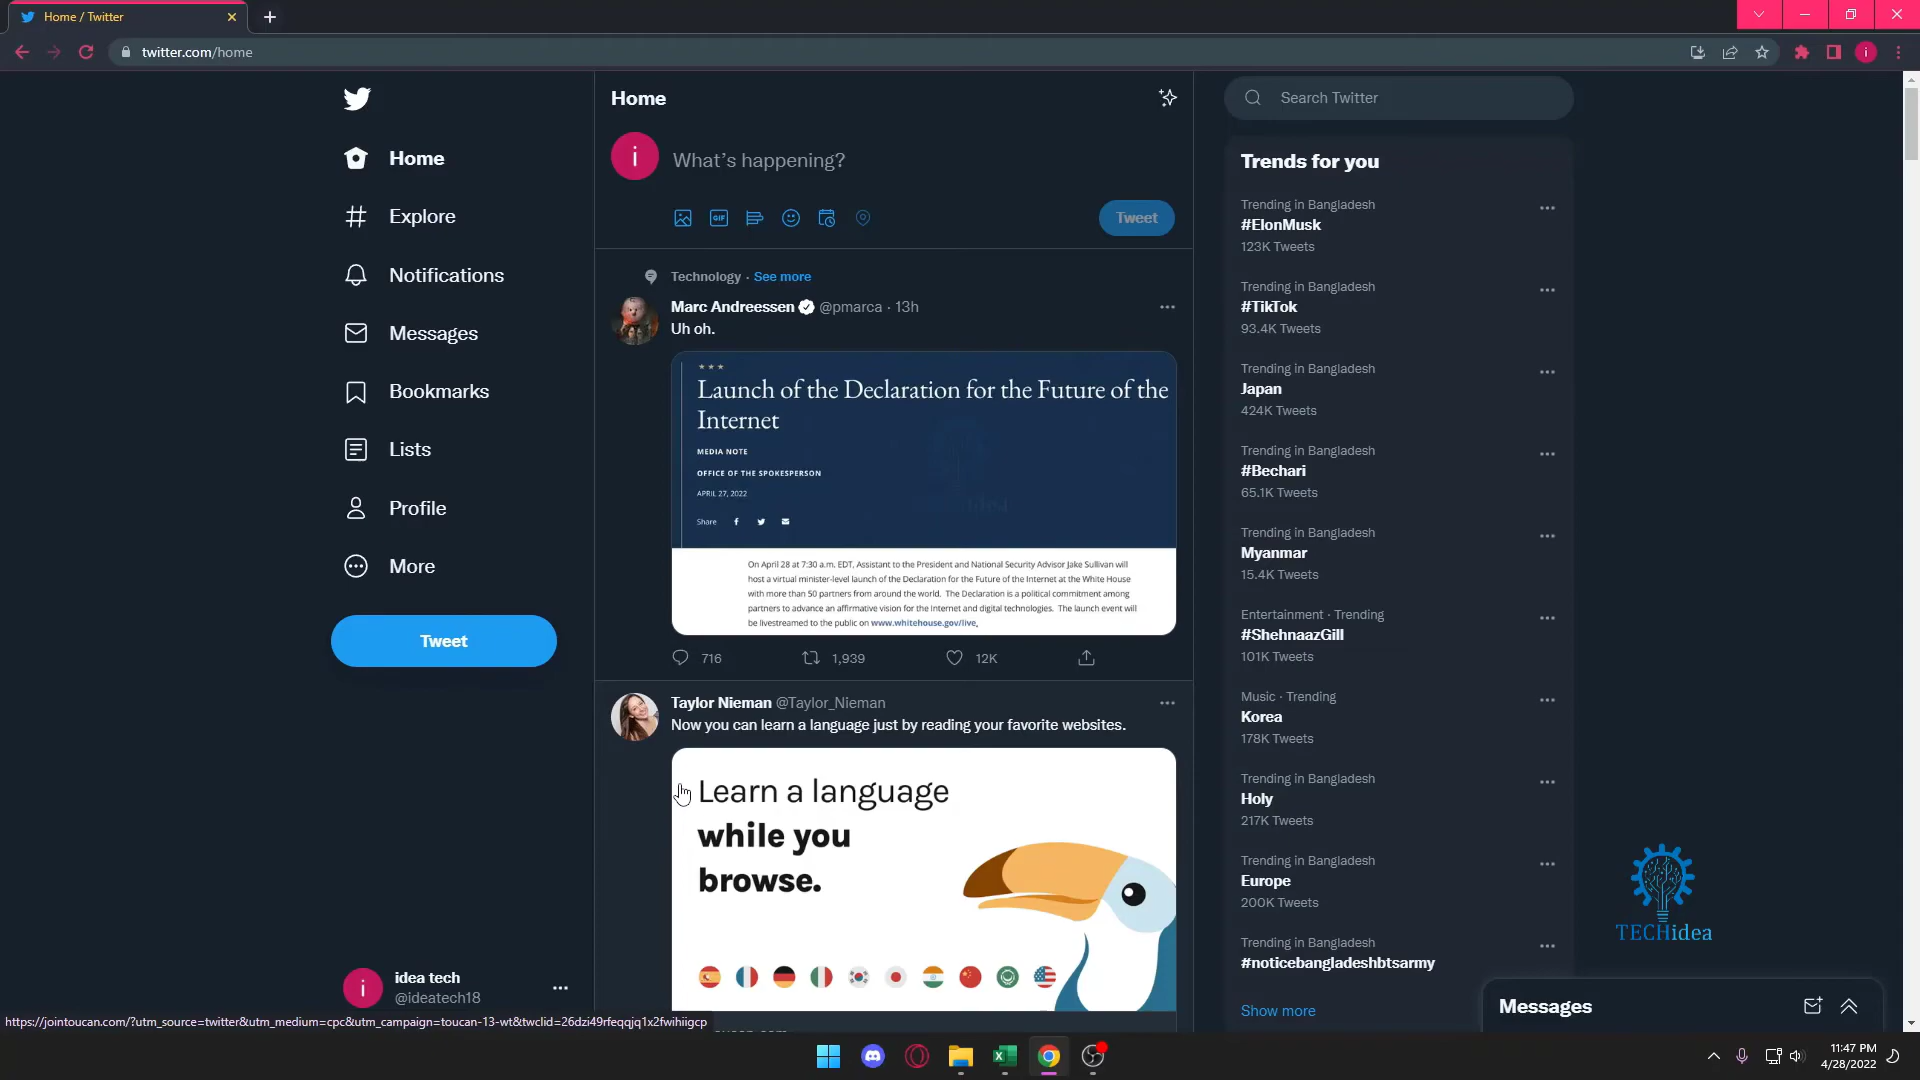 Home / Twitter
twitter.com/home
i
Home
Explore
Notifications
Messages
Bookmarks
Lists
Profile
More
Tweet
i
idea tech
@ideatech18
Home
i
What's happening?
GIF
Tweet
Technology · See more
Marc Andreessen @pmarca · 13h
Uh oh.
Launch of the Declaration for the Future of the
Internet
MEDIA NOTE
OFFICE OF THE SPOKESPERSON
APRIL 27, 2022
Share
On April 28 at 7:30 a.m. EDT, Assistant to the President and National Security Advisor Jake Sullivan will
host a virtual minister-level launch of the Declaration for the Future of the Internet at the White House
with more than 50 partners from around the world. The Declaration is a political commitment among
partners to advance an affirmative vision for the Internet and digital technologies. The launch event will
be livestreamed to the public on www.whitehouse.gov/live.
716 1,939 12K
Taylor Nieman @Taylor_Nieman
Now you can learn a language just by reading your favorite websites.
Learn a language
while you
browse.
Search Twitter
Trends for you
Trending in Bangladesh
#ElonMusk
123K Tweets
Trending in Bangladesh
#TikTok
93.4K Tweets
Trending in Bangladesh
Japan
424K Tweets
Trending in Bangladesh
#Bechari
65.1K Tweets
Trending in Bangladesh
Myanmar
15.4K Tweets
Entertainment · Trending
#ShehnaazGill
101K Tweets
Music · Trending
Korea
178K Tweets
Trending in Bangladesh
Holy
217K Tweets
Trending in Bangladesh
Europe
200K Tweets
Trending in Bangladesh
#noticebangladeshbtsarmy
Show more
TECHidea
Messages
https://jointoucan.com/?utm_source=twitter&utm_medium=cpc&utm_campaign=toucan-13-wt&twclid=26dzi49rfeqqjq1x2fwihiigcp
11:47 PM
4/28/2022